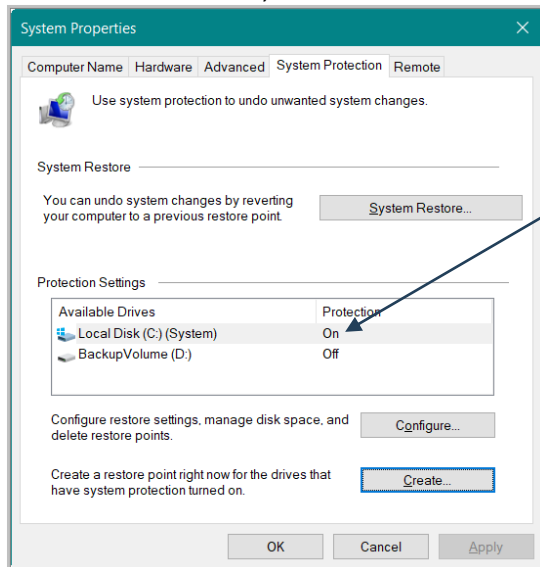 System Properties
Computer Name Hardware Advanced System Protection Remote
Use system protection to undo unwanted system changes.
System Restore
You can undo system changes by reverting
your computer to a previous restore point.
System Restore...
Protection Settings
Available Drives Protection
Local Disk (C:) (System) On
BackupVolume (D:) Off
Configure restore settings, manage disk space, and
delete restore points.
Configure...
Create a restore point right now for the drives that
have system protection turned on.
Create...
OK Cancel Apply